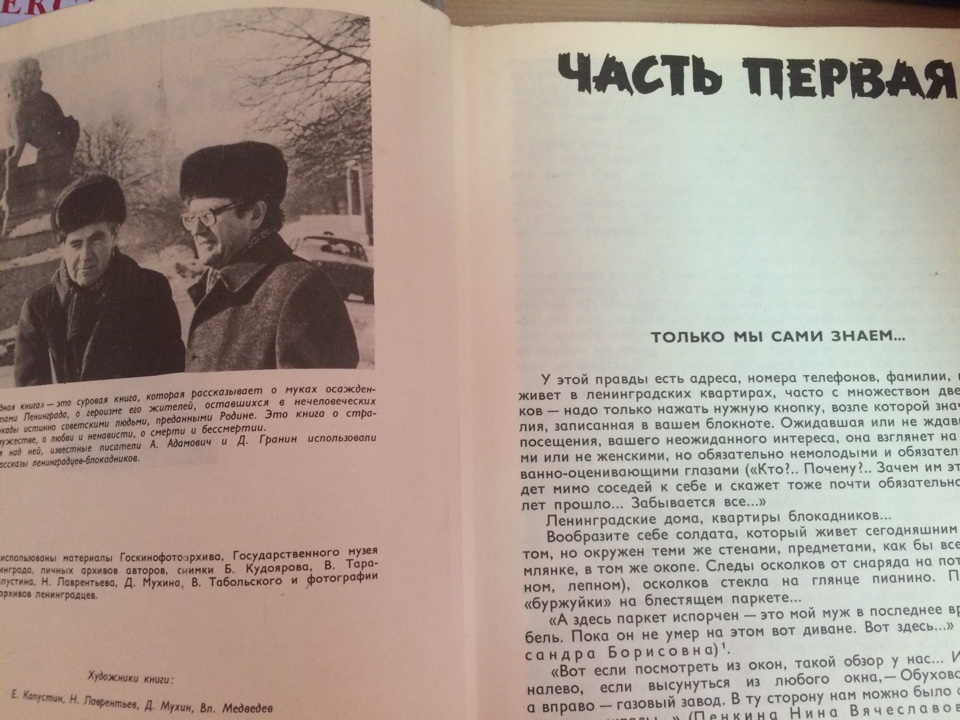 ЕКС
дная книга» — это суровая книга, которая рассказывает о муках осажден-
Ленинграда, о героизме его жителей, оставшихся в нечеловеческих
истинно советскими людьми, преданными Родине. Это книга о стра-
о любви и ненависти, о смерти и бессмертии.
над ней, известные писатели А. Адамович и Д. Гранин использовали
ленинградцев-блокадников.
использованы материалы Госкинофотоархива, Государственного музея
личных архивов авторов, снимки Б. Кудоярова, В. Тара-
Н. Лаврентьева, Д. Мухина, В. Табольского и фотографии
ленинградцев.
Художники книги:
Е. Капустин, Н. Лаврентьев, Д. Мухин, Вл. Медведев
ЧАСТЬ ПЕРВАЯ
ТОЛЬКО МЫ САМИ ЗНАЕМ...
У этой правды есть адреса, номера телефонов, фамилии,
живет в ленинградских квартирах, часто с множеством две
ков — надо только нажать нужную кнопку, возле которой знач
лия, записанная в вашем блокноте. Ожидавшая или не ждав
посещения, вашего неожиданного интереса, она взглянет на
ми или не женскими, но обязательно немолодыми и обязател
ванно-оценивающими глазами («Кто?.. Почему?.. Зачем им эт
дет мимо соседей к себе и скажет тоже почти обязательно
лет прошло... Забывается все...»
Ленинградские дома, квартиры блокадников...
Вообразите себе солдата, который живет сегодняшним
том, но окружен теми же стенами, предметами, как бы все
млянке, в том же окопе. Следы осколков от снаряда на пот
ном, лепном), осколков стекла на глянце пианино. П
«буржуйки» на блестящем паркете...
«А здесь паркет испорчен — это мой муж в последнее вр
бель. Пока он не умер на этом вот диване. Вот здесь...»
сандра Борисовна)¹.
«Вот если посмотреть из окон, такой обзор у нас... И
налево, если высунуться из любого окна,— Обухово
а вправо — газовый завод. В ту сторону нам можно было
(Пенкина Нина Вячеславов